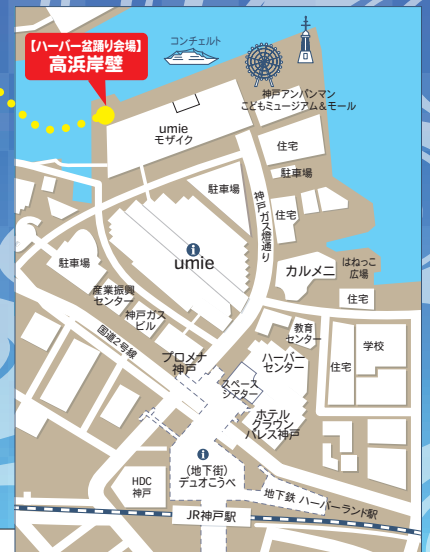 【ハーバー盆踊り会場】
高浜岸壁
コンチェルト
神戸アンパンマン
こどもミュージアム&モール
umie
モザイク
住宅
駐車場
駐車場
神戸ガス燈通り
住宅
i
umie
駐車場
カルメニ
はねっこ
広場
産業振興
センター
住宅
神戸ガス
ビル
国道2号線
教育
センター
学校
プロメナ
神戸
ハーバー
センター
住宅
スペース
シアター
ホテル
クラウン
パレス神戸
i
(地下街)
デュオこうべ
HDC
神戸
地下鉄 ハーバーランド駅
JR神戸駅